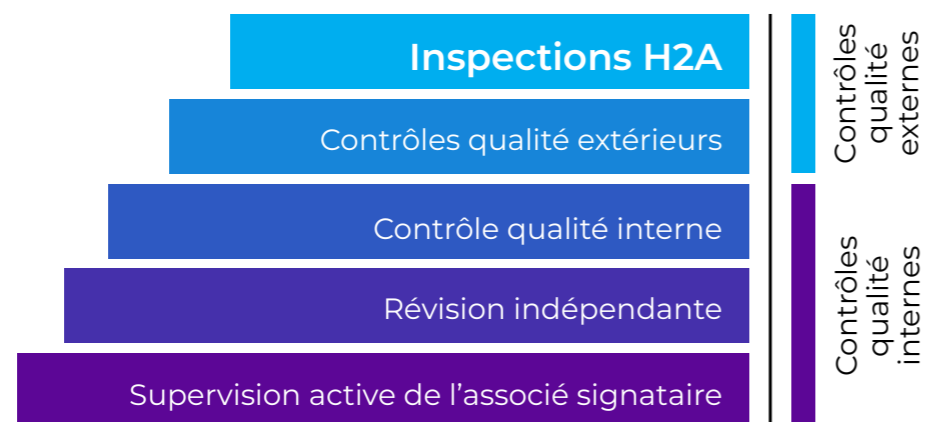 Inspections H2A
Contrôles qualité extérieurs
Contrôle qualité interne
Révision indépendante
Supervision active de l’associé signataire
Contrôles
qualité
externes
Contrôles
qualité
internes